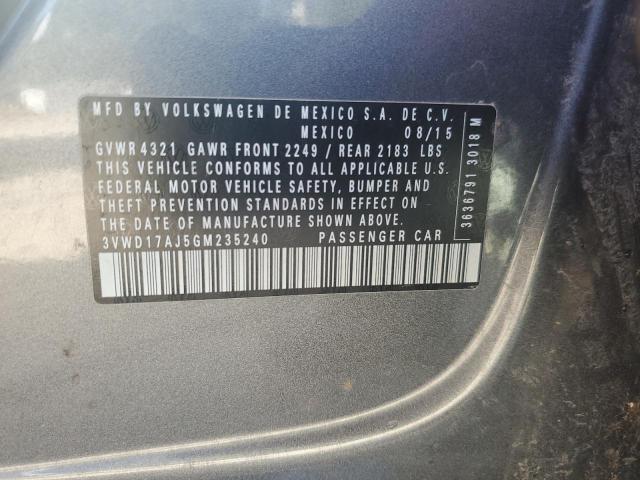 MFD BY VOLKSWAGEN DE MEXICO S.A. DE C.V.
MEXICO 08/15
GVWR 4321 GAWR FRONT 2249 / REAR 2183 LBS
THIS VEHICLE CONFORMS TO ALL APPLICABLE U.S.
FEDERAL MOTOR VEHICLE SAFETY, BUMPER AND
THEFT PREVENTION STANDARDS IN EFFECT ON
THE DATE OF MANUFACTURE SHOWN ABOVE.
3VWD17AJ5GM235240 PASSENGER CAR
3636791 3018 M